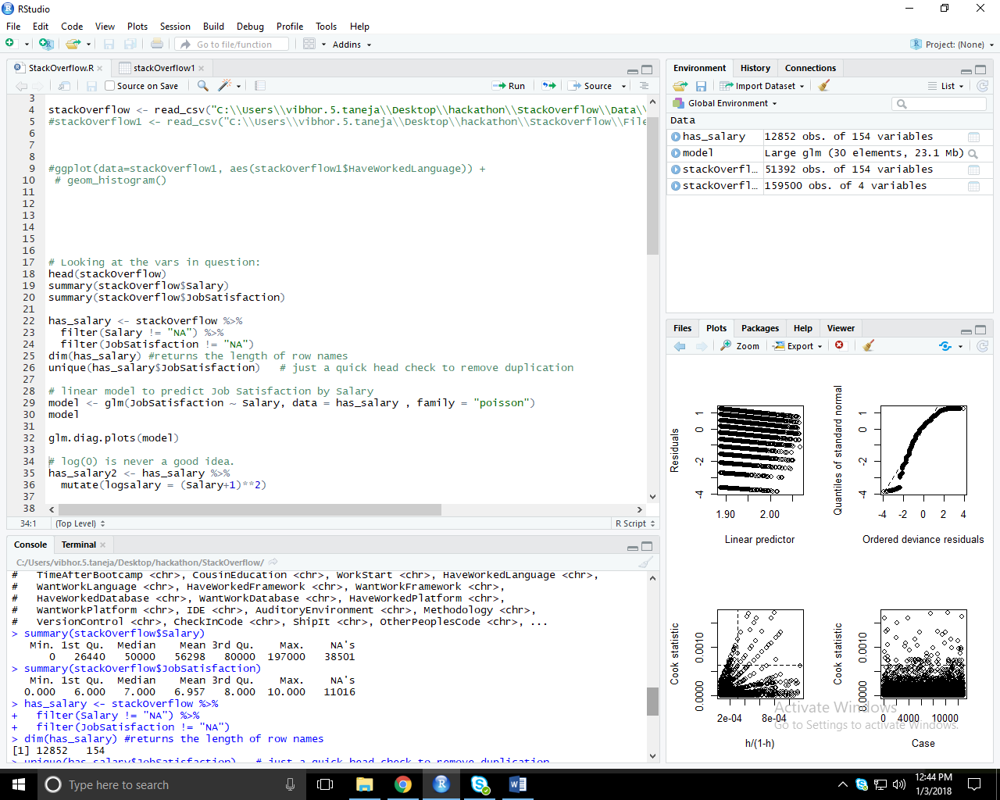 RStudio
File Edit Code View Plots Session Build Debug Profile Tools Help
Go to file/function Addins Project: (None)
StackOverflow.R stackOverflow1
Source on Save Run Source
3
4 stackOverflow <- read_csv("C:\\Users\\vibhor.5.taneja\\Desktop\\hackathon\\StackOverflow\\Data\\
5 #stackOverflow1 <- read_csv("C:\\Users\\vibhor.5.taneja\\Desktop\\hackathon\\StackOverflow\\File
6
7
8
9 #ggplot(data=stackOverflow1, aes(stackOverflow1$HaveWorkedLanguage)) +
10 # geom_histogram()
11
12
13
14
15
16
17 # Looking at the vars in question:
18 head(stackOverflow)
19 summary(stackOverflow$Salary)
20 summary(stackOverflow$JobSatisfaction)
21
22 has_salary <- stackOverflow %>%
23 filter(Salary != "NA") %>%
24 filter(JobSatisfaction != "NA")
25 dim(has_salary) #returns the length of row names
26 unique(has_salary$JobSatisfaction) # just a quick head check to remove duplication
27
28 # linear model to predict Job Satisfaction by Salary
29 model <- glm(JobSatisfaction ~ Salary, data = has_salary , family = "poisson")
30 model
31
32 glm.diag.plots(model)
33
34 # log(0) is never a good idea.
35 has_salary2 <- has_salary %>%
36 mutate(logsalary = (Salary+1)**2)
37
38
34:1 (Top Level) R Script
Console Terminal
C:/Users/vibhor.5.taneja/Desktop/hackathon/StackOverflow/
# TimeAfterBootcamp <chr>, CousinEducation <chr>, WorkStart <chr>, HaveWorkedLanguage <chr>,
# WantWorkLanguage <chr>, HaveWorkedFramework <chr>, WantWorkFramework <chr>,
# HaveWorkedDatabase <chr>, WantWorkDatabase <chr>, HaveWorkedPlatform <chr>,
# WantWorkPlatform <chr>, IDE <chr>, AuditoryEnvironment <chr>, Methodology <chr>,
# VersionControl <chr>, CheckInCode <chr>, ShipIt <chr>, OtherPeoplesCode <chr>, ...
> summary(stackOverflow$Salary)
Min. 1st Qu. Median Mean 3rd Qu. Max. NA's
0 26440 50000 56298 80000 197000 38501
> summary(stackOverflow$JobSatisfaction)
Min. 1st Qu. Median Mean 3rd Qu. Max. NA's
0.000 6.000 7.000 6.957 8.000 10.000 11016
> has_salary <- stackOverflow %>%
+ filter(Salary != "NA") %>%
+ filter(JobSatisfaction != "NA")
> dim(has_salary) #returns the length of row names
[1] 12852 154
> unique(has_salary$JobSatisfaction) # just a quick head check to remove duplication
Environment History Connections
Import Dataset List
Global Environment
Data
has_salary 12852 obs. of 154 variables
model Large glm (30 elements, 23.1 Mb)
stackOverfl... 51392 obs. of 154 variables
stackOverfl... 159500 obs. of 4 variables
Files Plots Packages Help Viewer
Zoom Export
Residuals
1 0 -2 -4
1.90 2.00
Linear predictor
Quantiles of standard normal
1 0 -2 -4
-4 -2 0 2 4
Ordered deviance residuals
Cook statistic
0.0010 0.0000
2e-04 8e-04
h/(1-h)
Cook statistic
0.0010 0.0000
0 4000 10000
Case
Activate Windows
Go to Settings to activate Windows.
Type here to search
12:44 PM
1/3/2018